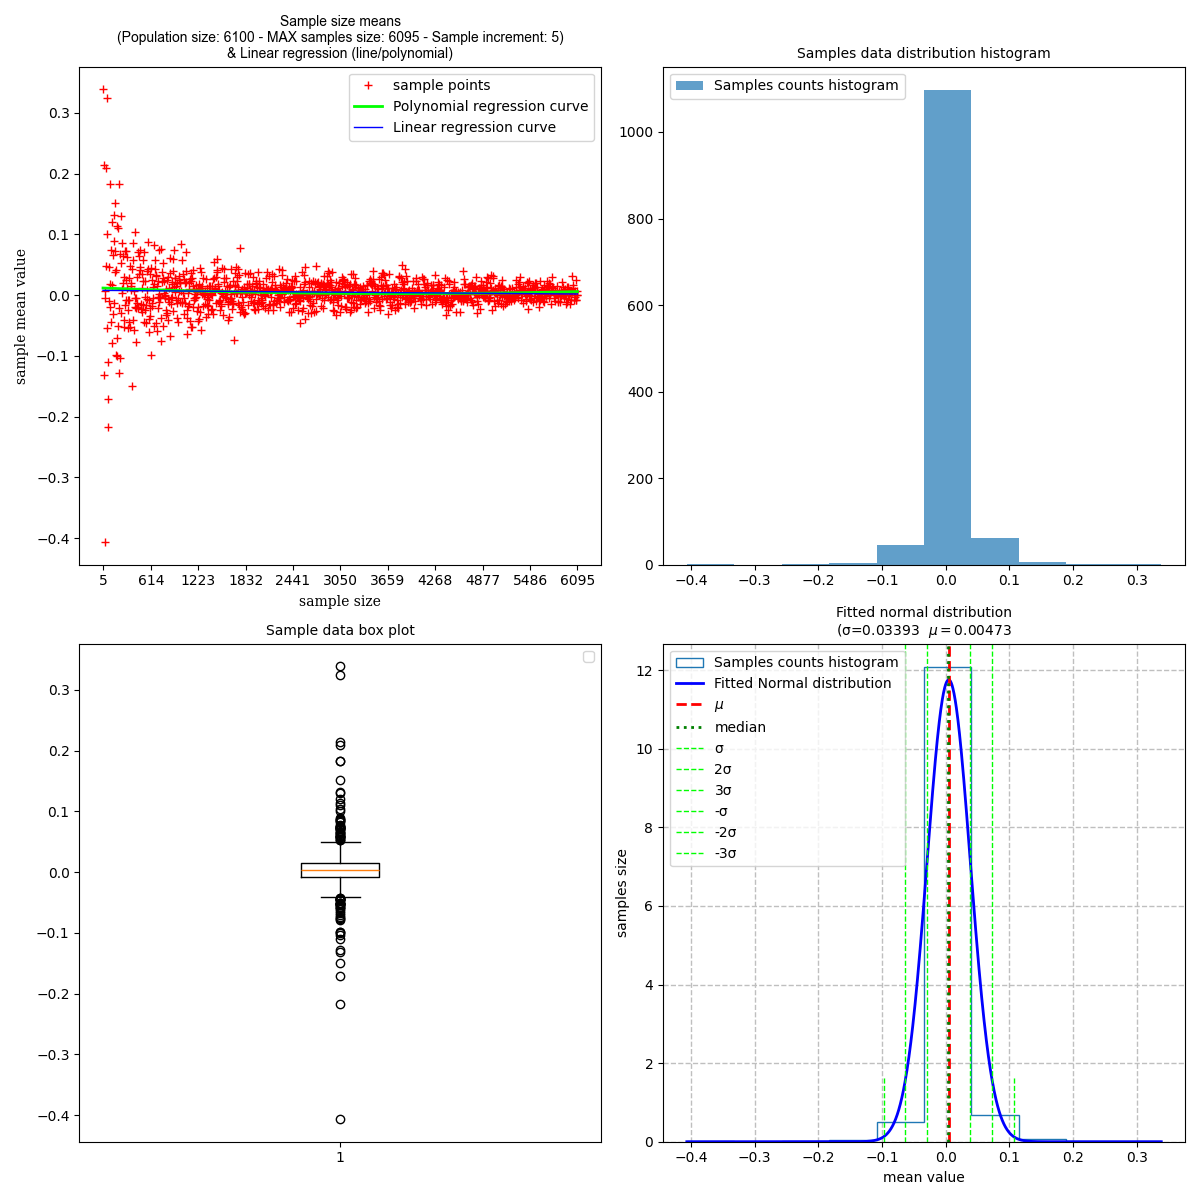 Sample size means
(Population size: 6100 - MAX samples size: 6095 - Sample increment: 5)
& Linear regression (line/polynomial)
sample points
Polynomial regression curve
Linear regression curve
0.3
0.2
0.1
0.0
−0.1
−0.2
−0.3
−0.4
sample mean value
5 614 1223 1832 2441 3050 3659 4268 4877 5486 6095
sample size
Samples data distribution histogram
Samples counts histogram
1000
800
600
400
200
0
−0.4 −0.3 −0.2 −0.1 0.0 0.1 0.2 0.3
Sample data box plot
0.3
0.2
0.1
0.0
−0.1
−0.2
−0.3
−0.4
1
Fitted normal distribution
(σ=0.03393 μ = 0.00473
Samples counts histogram
Fitted Normal distribution
μ
median
σ
2σ
3σ
-σ
-2σ
-3σ
12
10
8
6
4
2
0
samples size
−0.4 −0.3 −0.2 −0.1 0.0 0.1 0.2 0.3
mean value